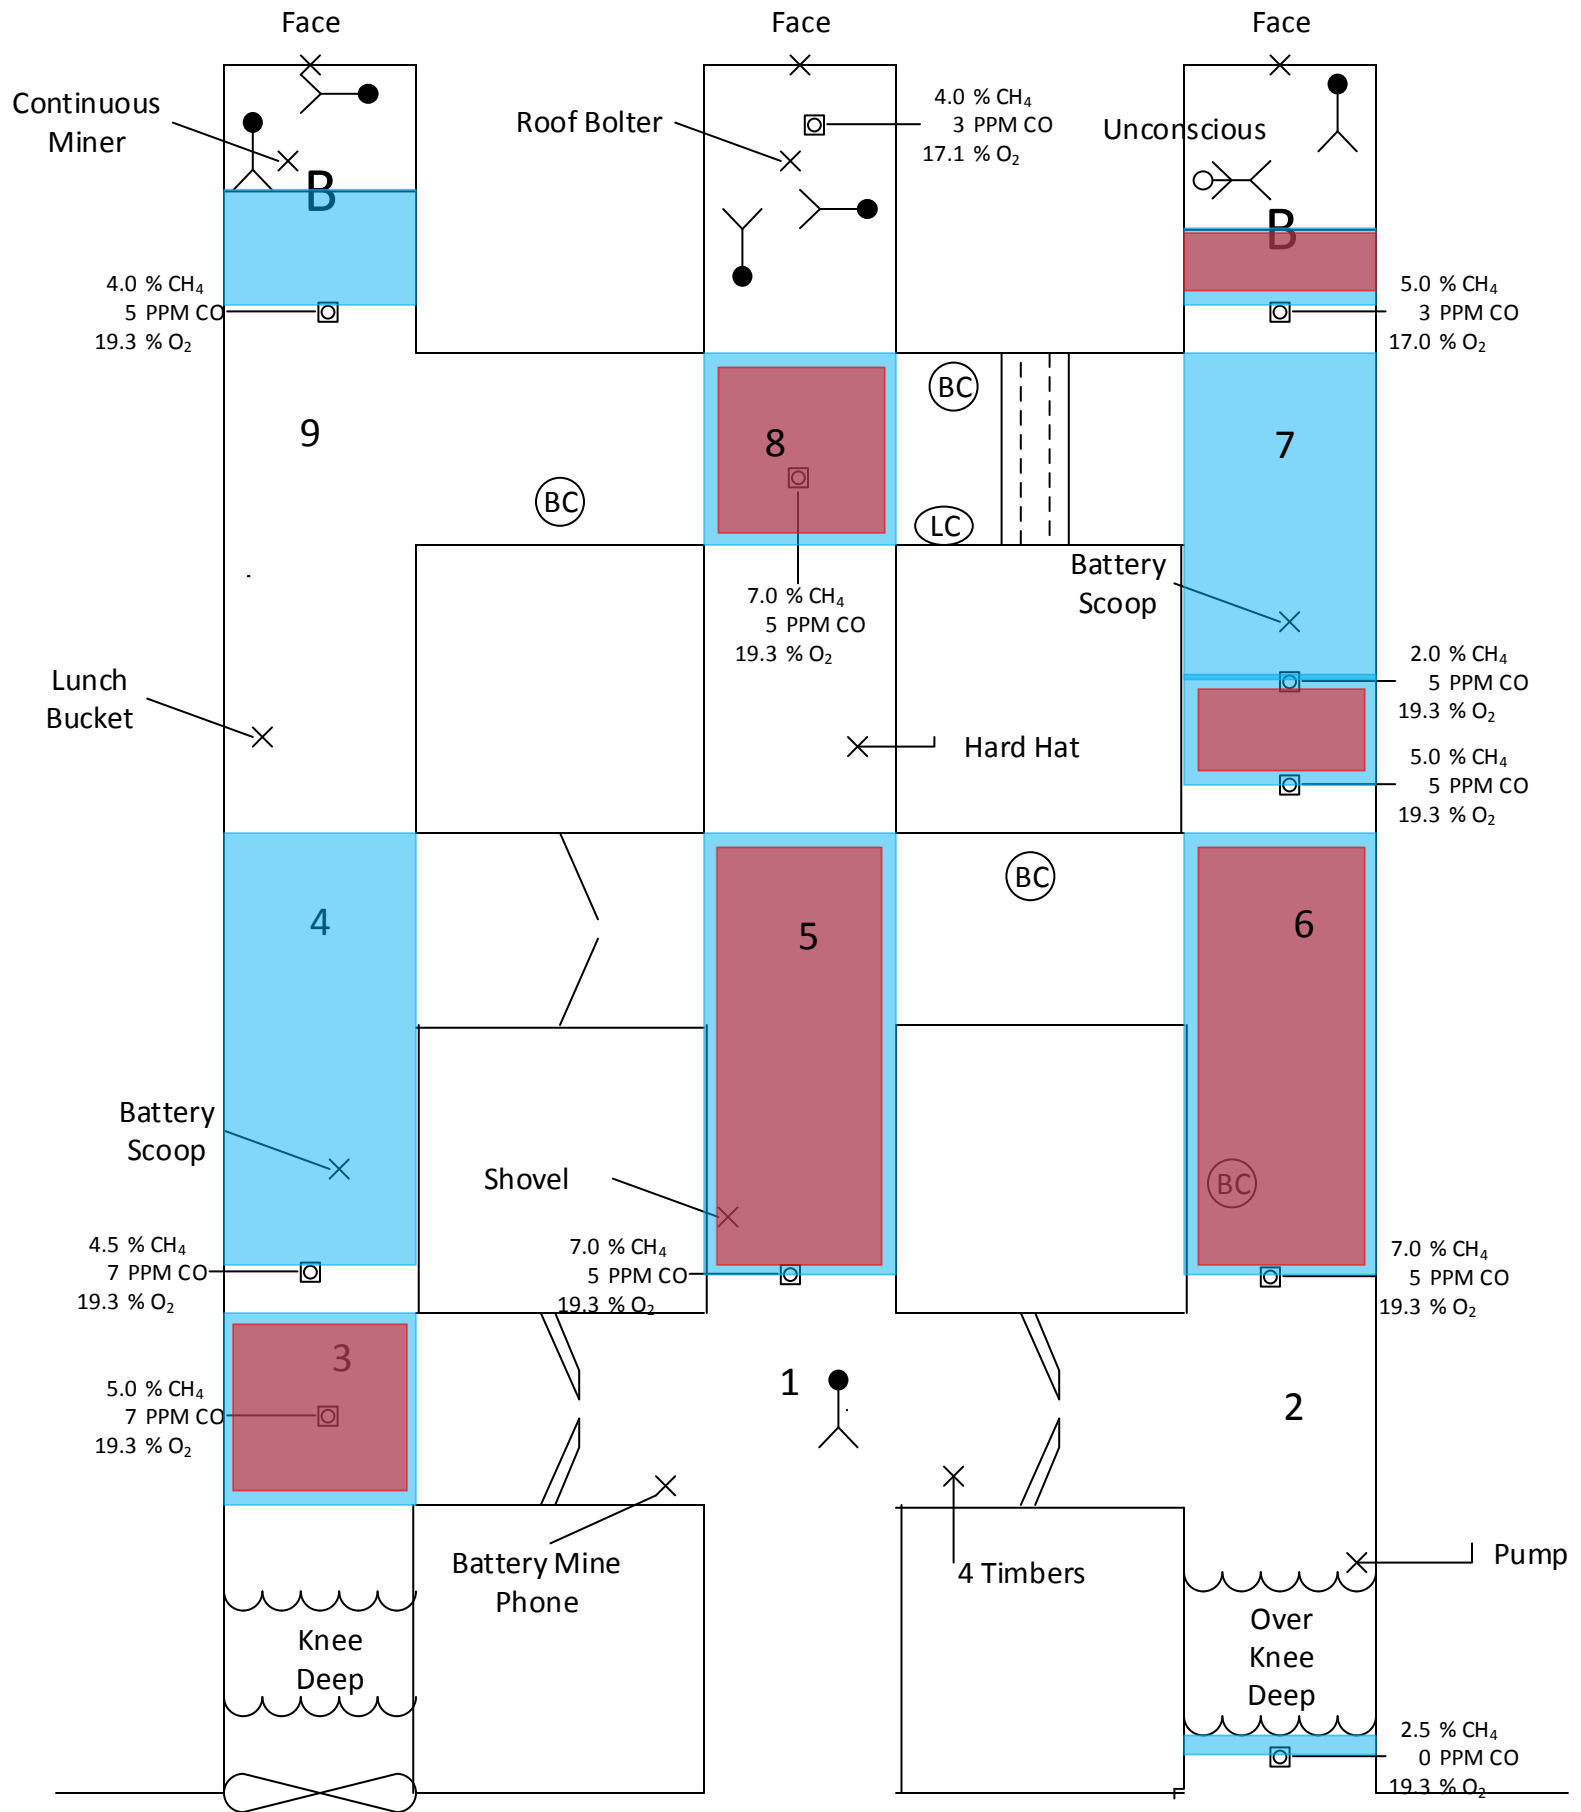 Face
Face
Face
Continuous
Miner
Roof Bolter
4.0 % CH₄
3 PPM CO
17.1 % O₂
Unconscious
B
B
4.0 % CH₄
5 PPM CO
19.3 % O₂
5.0 % CH₄
3 PPM CO
17.0 % O₂
BC
9
8
7
BC
LC
Battery
Scoop
7.0 % CH₄
5 PPM CO
19.3 % O₂
2.0 % CH₄
5 PPM CO
19.3 % O₂
Lunch
Bucket
Hard Hat
5.0 % CH₄
5 PPM CO
19.3 % O₂
BC
4
5
6
Battery
Scoop
Shovel
BC
4.5 % CH₄
7 PPM CO
19.3 % O₂
7.0 % CH₄
5 PPM CO
19.3 % O₂
7.0 % CH₄
5 PPM CO
19.3 % O₂
3
1
2
5.0 % CH₄
7 PPM CO
19.3 % O₂
Battery Mine
Phone
4 Timbers
Pump
Knee
Deep
Over
Knee
Deep
2.5 % CH₄
0 PPM CO
19.3 % O₂